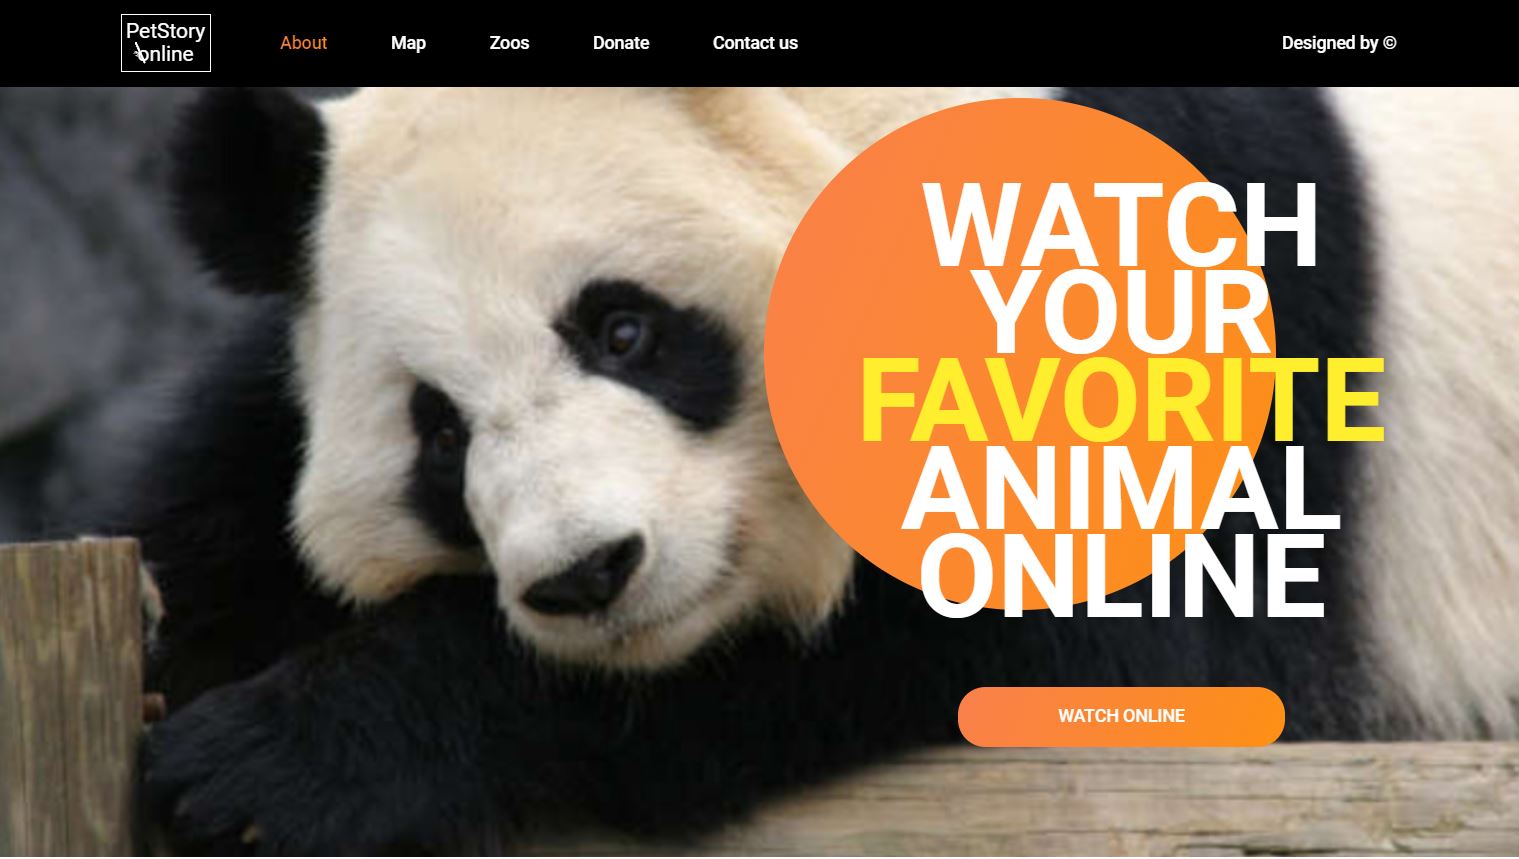 PetStory
online
About
Map
Zoos
Donate
Contact us
Designed by ©
WATCH
YOUR
FAVORITE
ANIMAL
ONLINE
WATCH ONLINE